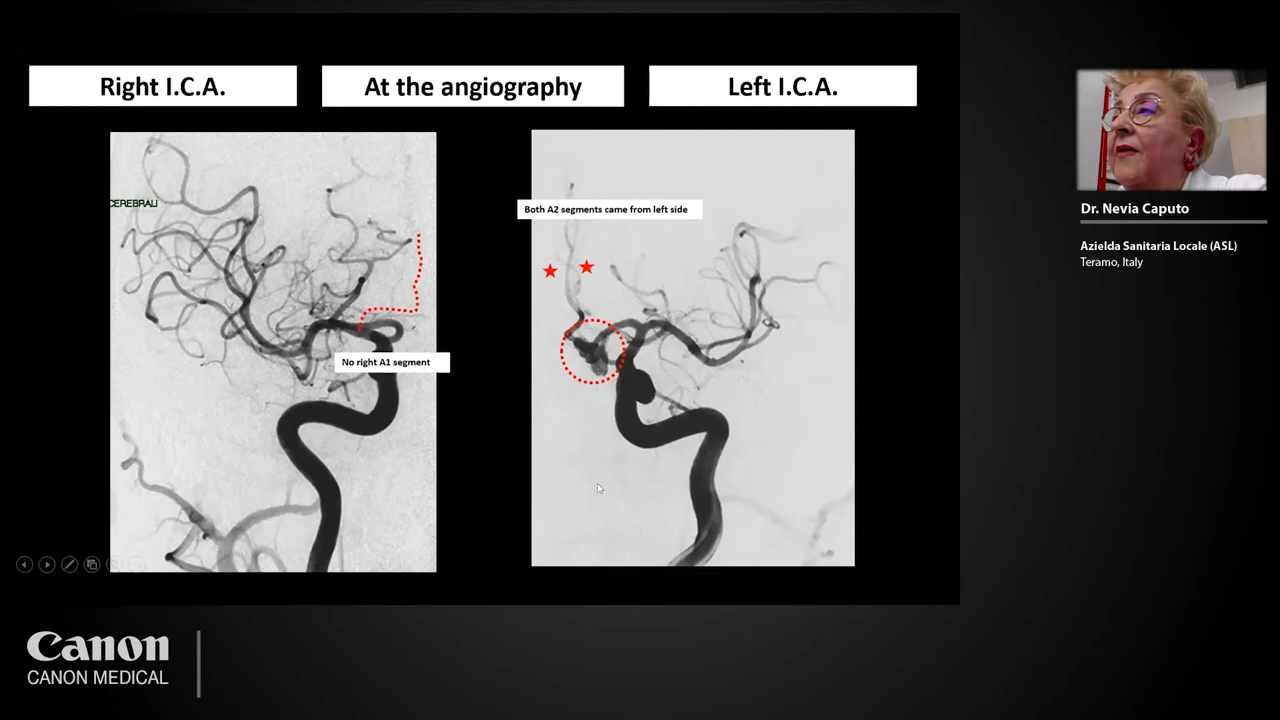 Right I.C.A.
At the angiography
Left I.C.A.
CEREBRALI
Both A2 segments came from left side
No right A1 segment
Dr. Nevia Caputo
Azielda Sanitaria Locale (ASL)
Teramo, Italy
Canon
CANON MEDICAL